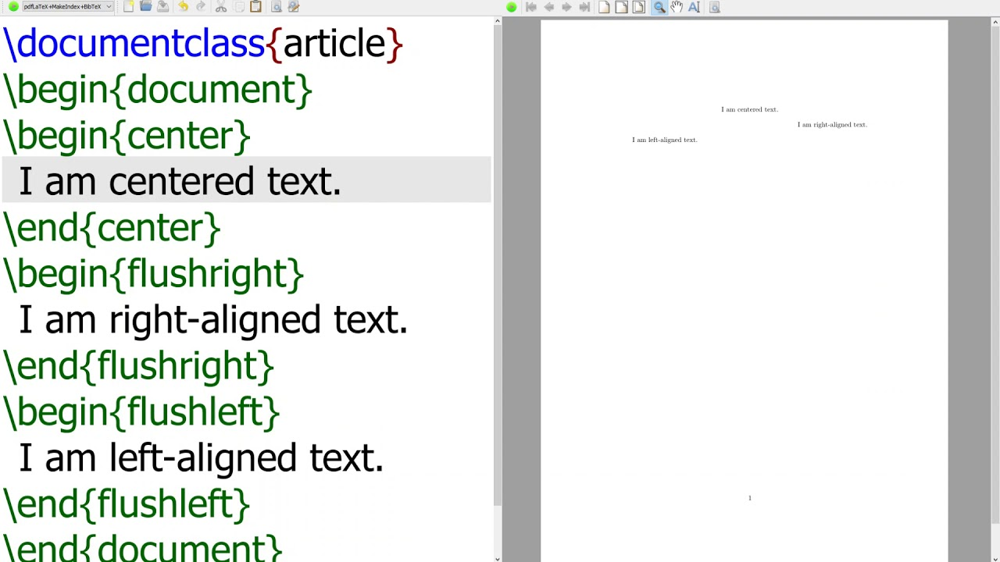 pdfLaTeX+MakeIndex+BibTeX
\documentclass{article}
\begin{document}
\begin{center}
I am centered text.
\end{center}
\begin{flushright}
I am right-aligned text.
\end{flushright}
\begin{flushleft}
I am left-aligned text.
\end{flushleft}
\end{document}
I am centered text.
I am right-aligned text.
I am left-aligned text.
1